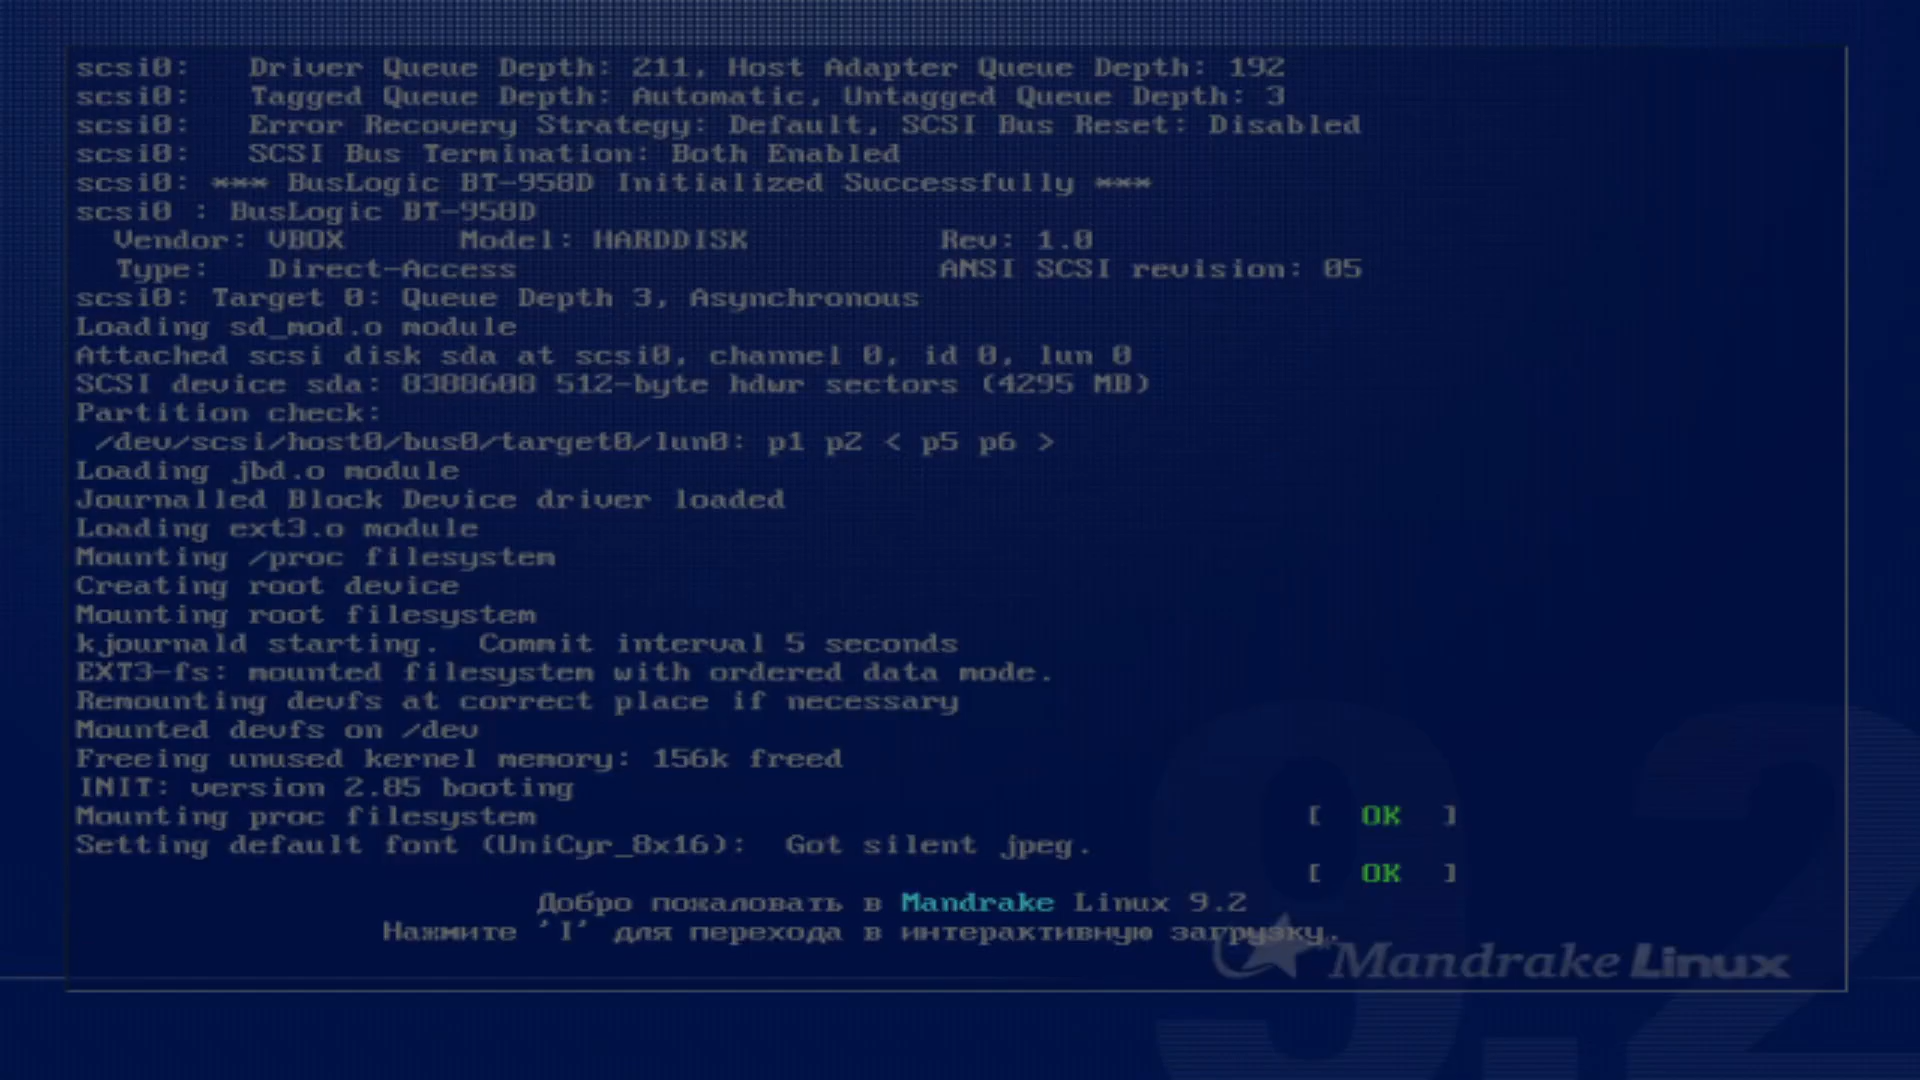 scsi0:   Driver Queue Depth: 211, Host Adapter Queue Depth: 192
scsi0:   Tagged Queue Depth: Automatic, Untagged Queue Depth: 3
scsi0:   Error Recovery Strategy: Default, SCSI Bus Reset: Disabled
scsi0:   SCSI Bus Termination: Both Enabled
scsi0: *** BusLogic BT-958D Initialized Successfully ***
scsi0 : BusLogic BT-958D
  Vendor: VBOX      Model: HARDDISK          Rev: 1.0
  Type:   Direct-Access                      ANSI SCSI revision: 05
scsi0: Target 0: Queue Depth 3, Asynchronous
Loading sd_mod.o module
Attached scsi disk sda at scsi0, channel 0, id 0, lun 0
SCSI device sda: 8388608 512-byte hdwr sectors (4295 MB)
Partition check:
 /dev/scsi/host0/bus0/target0/lun0: p1 p2 < p5 p6 >
Loading jbd.o module
Journalled Block Device driver loaded
Loading ext3.o module
Mounting /proc filesystem
Creating root device
Mounting root filesystem
kjournald starting.  Commit interval 5 seconds
EXT3-fs: mounted filesystem with ordered data mode.
Remounting devfs at correct place if necessary
Mounted devfs on /dev
Freeing unused kernel memory: 156k freed
INIT: version 2.85 booting
Mounting proc filesystem                                        [  OK  ]
Setting default font (UniCyr_8x16):  Got silent jpeg.
                                                                [  OK  ]
Добро пожаловать в Mandrake Linux 9.2
Нажмите 'I' для перехода в интерактивную загрузку.
Mandrake Linux
9.2